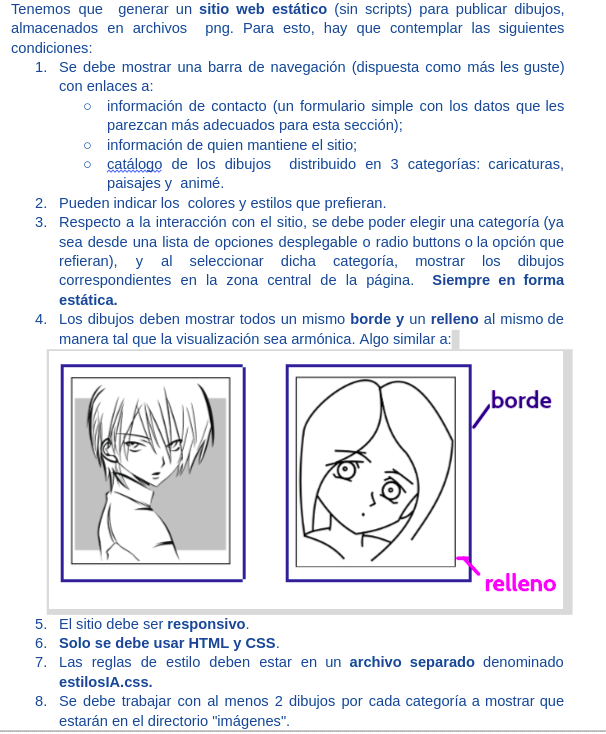 Tenemos que generar un sitio web estático (sin scripts) para publicar dibujos,
almacenados en archivos png. Para esto, hay que contemplar las siguientes
condiciones:
1. Se debe mostrar una barra de navegación (dispuesta como más les guste)
con enlaces a:
○ información de contacto (un formulario simple con los datos que les
parezcan más adecuados para esta sección);
○ información de quien mantiene el sitio;
○ catálogo de los dibujos distribuido en 3 categorías: caricaturas,
paisajes y animé.
2. Pueden indicar los colores y estilos que prefieran.
3. Respecto a la interacción con el sitio, se debe poder elegir una categoría (ya
sea desde una lista de opciones desplegable o radio buttons o la opción que
refieran), y al seleccionar dicha categoría, mostrar los dibujos
correspondientes en la zona central de la página. Siempre en forma
estática.
4. Los dibujos deben mostrar todos un mismo borde y un relleno al mismo de
manera tal que la visualización sea armónica. Algo similar a:
borde
relleno
5. El sitio debe ser responsivo.
6. Solo se debe usar HTML y CSS.
7. Las reglas de estilo deben estar en un archivo separado denominado
estilosIA.css.
8. Se debe trabajar con al menos 2 dibujos por cada categoría a mostrar que
estarán en el directorio "imágenes".